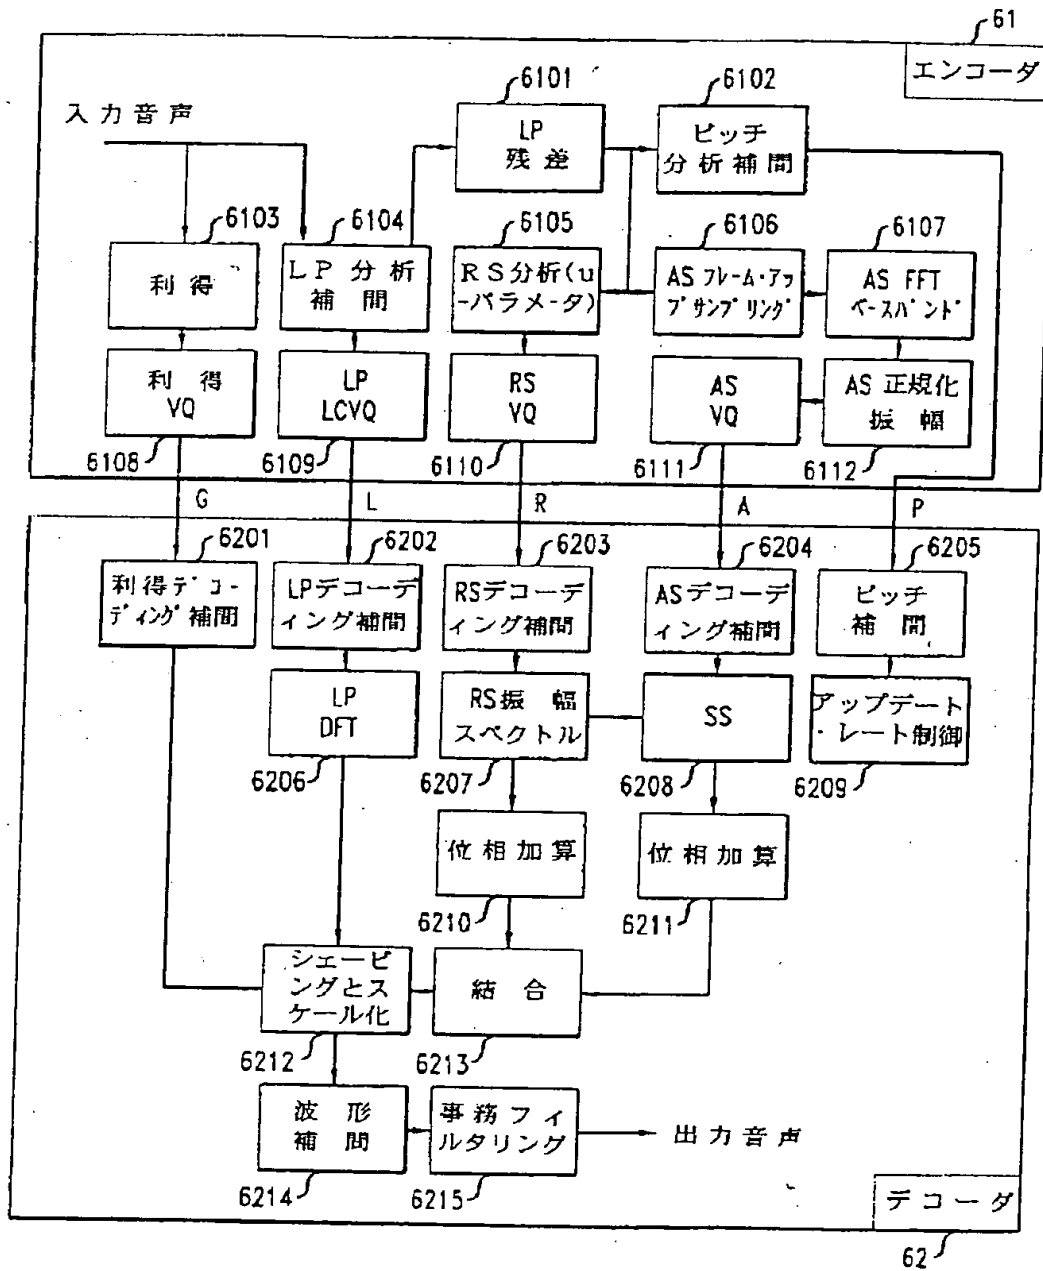 61
エンコーダ
入力音声
6101
LP
残差
6102
ピッチ
分析補間
6103
利得
6104
LP分析
補間
6105
RS分析(u
-パラメータ)
6106
AS フレーム・アッ
プサンプリング
6107
AS FFT
ベースバンド
利得
VQ
6108
LP
LCVQ
6109
RS
VQ
6110
AS
VQ
6111
AS 正規化
振幅
6112
G
L
R
A
P
6201
利得デコー
ディング補間
6202
LPデコーデ
ィング補間
6203
RSデコーデ
ィング補間
6204
ASデコーデ
ィング補間
6205
ピッチ
補間
LP
DFT
6206
RS振幅
スペクトル
6207
SS
6208
アップデート
・レート制御
6209
位相加算
6210
位相加算
6211
シェーピ
ングとス
ケール化
6212
結合
6213
波形
補間
6214
事務フィ
ルタリング
6215
出力音声
デコーダ
62